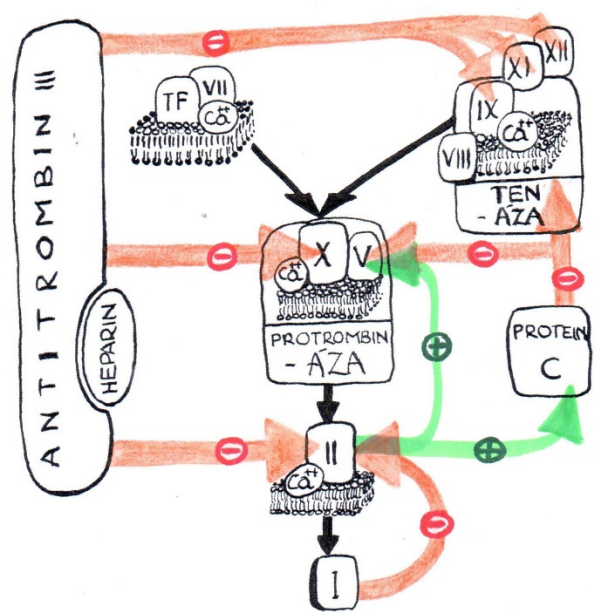 ANTITROMBIN III
HEPARIN
⊖
TF
VII
Ca++
XII
XI
IX
Ca++
VIII
TEN
- ÁZA
⊖
X
V
Ca++
PROTROMBIN
- ÁZA
⊖
⊖
⊕
PROTEIN
C
⊖
II
Ca++
⊕
⊖
I